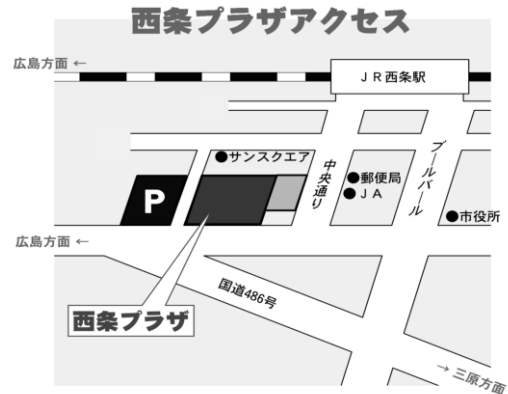 西条プラザアクセス
広島方面 ←
JR西条駅
●サンスクエア
中央通り
ブールバール
●郵便局
●JA
●市役所
P
広島方面 ←
国道486号
西条プラザ
→ 三原方面